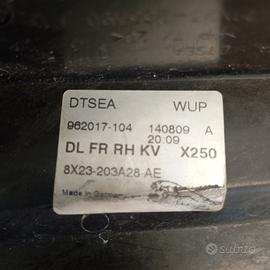 DTSEA WUP
962017-104 140809 A
20:09
DL FR RH KV X250
8X23-203A28-AE
Made in Germany
subito